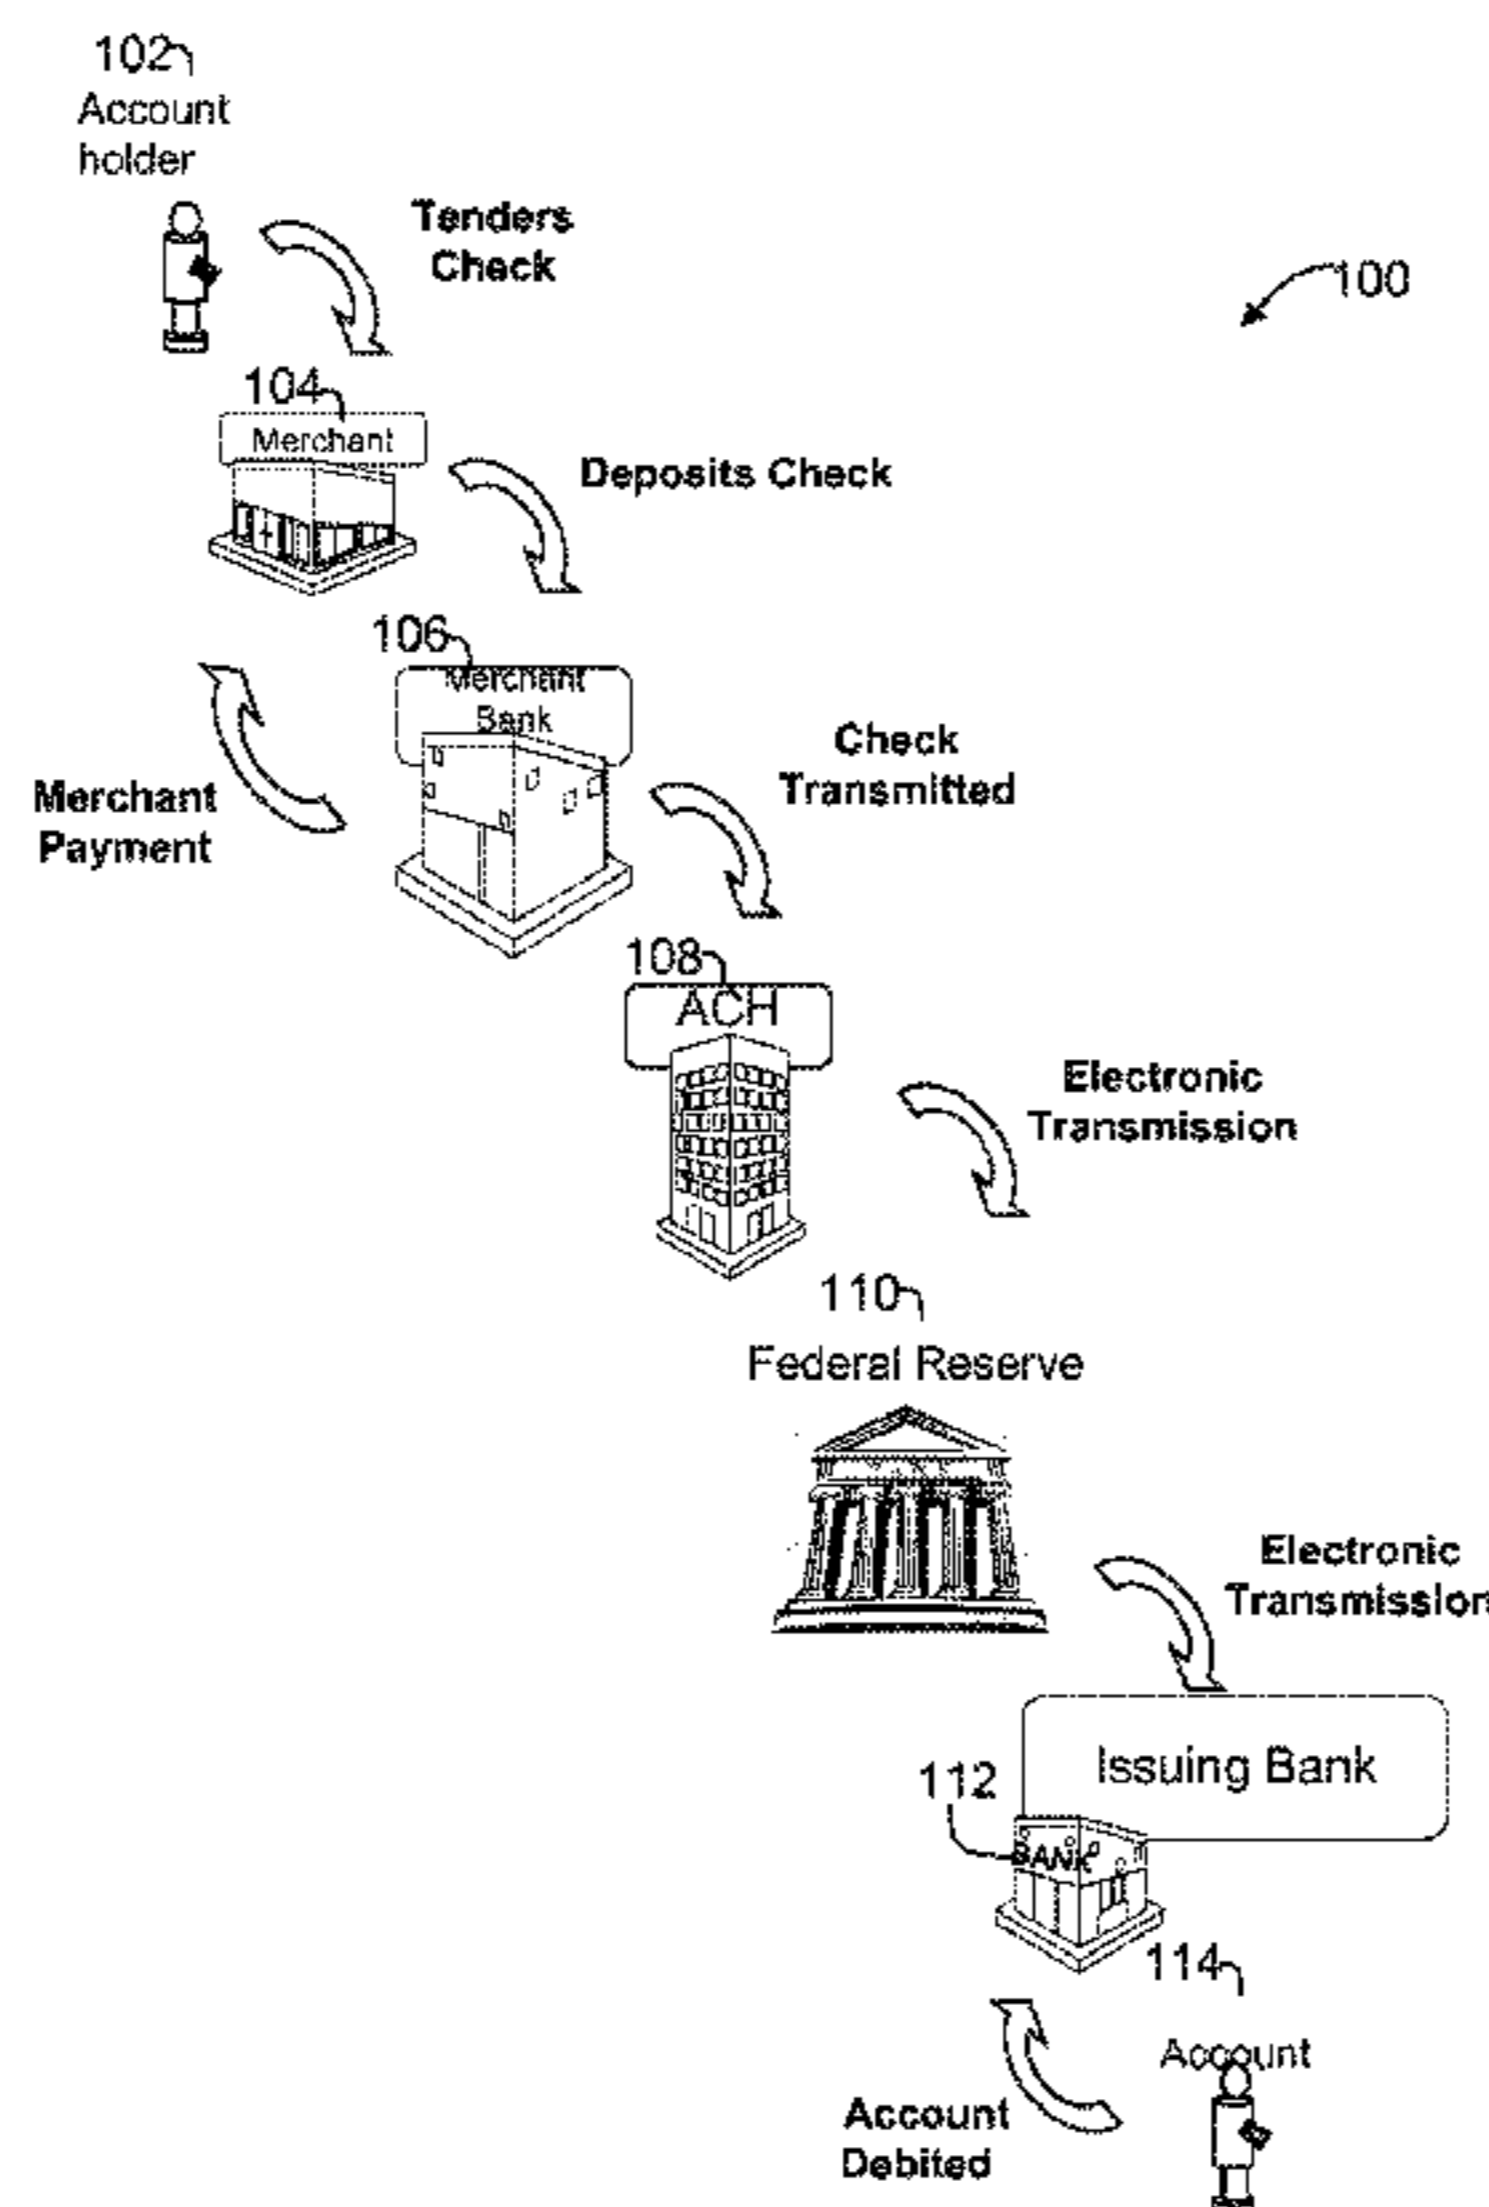 102
Account
holder
Tenders
Check
100
104
Merchant
Deposits Check
106
Merchant
Bank
Check
Transmitted
Merchant
Payment
108
ACH
Electronic
Transmission
110
Federal Reserve
Electronic
Transmission
Issuing Bank
112
BANK
114
Account
Account
Debited